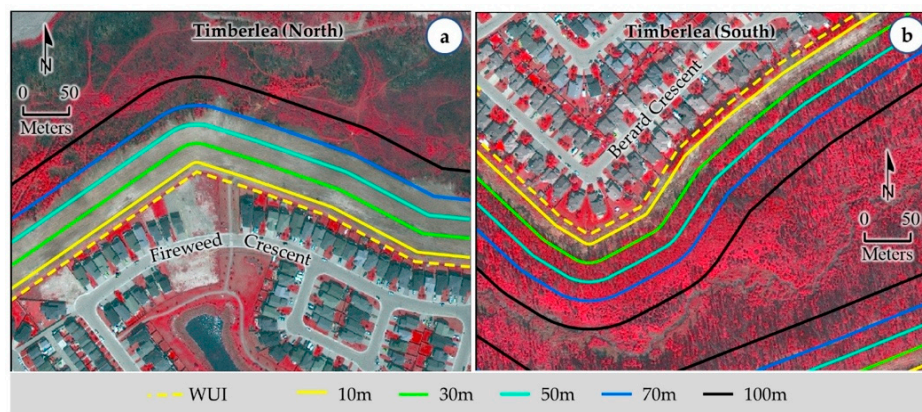 Timberlea (North)
a
N
0 50
Meters
Fireweed Crescent
Timberlea (South)
b
Berard Crescent
N
0 50
Meters
WUI 10m 30m 50m 70m 100m